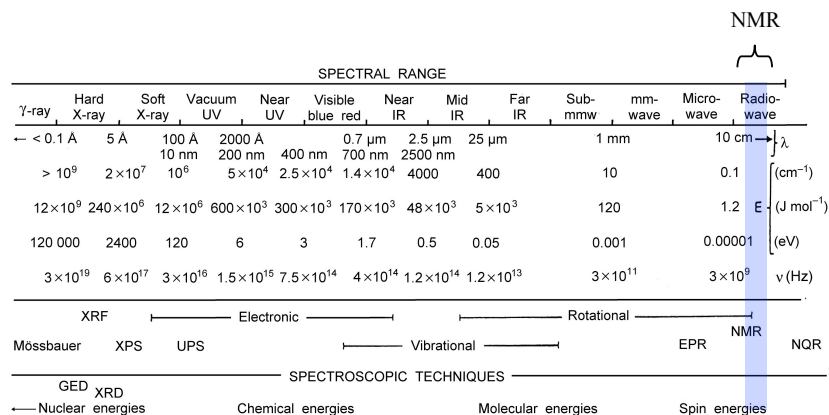 NMR
SPECTRAL RANGE
γ-ray Hard X-ray Soft X-ray Vacuum UV Near UV Visible blue red Near IR Mid IR Far IR Sub-mmw mm-wave Micro-wave Radio-wave
← < 0.1 Å 5 Å 100 Å 2000 Å 0.7 μm 2.5 μm 25 μm 1 mm 10 cm → λ
10 nm 200 nm 400 nm 700 nm 2500 nm
> 10⁹ 2×10⁷ 10⁶ 5×10⁴ 2.5×10⁴ 1.4×10⁴ 4000 400 10 0.1 (cm⁻¹)
12×10⁹ 240×10⁶ 12×10⁶ 600×10³ 300×10³ 170×10³ 48×10³ 5×10³ 120 1.2 E (J mol⁻¹)
120 000 2400 120 6 3 1.7 0.5 0.05 0.001 0.00001 (eV)
3×10¹⁹ 6×10¹⁷ 3×10¹⁶ 1.5×10¹⁵ 7.5×10¹⁴ 4×10¹⁴ 1.2×10¹⁴ 1.2×10¹³ 3×10¹¹ 3×10⁹ ν (Hz)
XRF Electronic Rotational
NMR
Mössbauer XPS UPS Vibrational EPR NQR
SPECTROSCOPIC TECHNIQUES
GED XRD
← Nuclear energies Chemical energies Molecular energies Spin energies